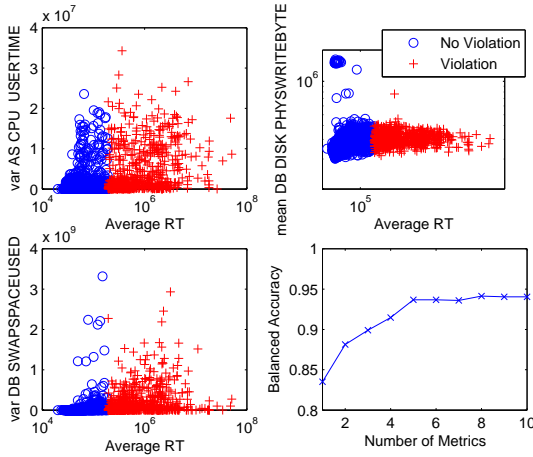 x 10^7
4
3
2
1
0
var AS CPU USERTIME
10^4
10^6
10^8
Average RT
No Violation
Violation
10^6
mean DB DISK PHYSWRITEBYTE
10^5
Average RT
x 10^9
4
3
2
1
0
var DB SWAPSPACEUSED
10^4
10^6
10^8
Average RT
1
0.95
0.9
0.85
0.8
Balanced Accuracy
2
4
6
8
10
Number of Metrics